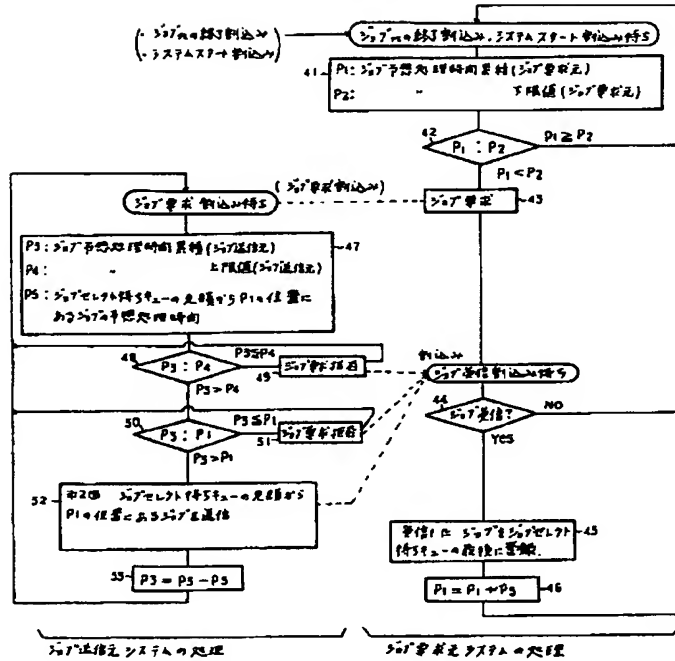 ・ジョブmの終了割込み
・システムスタート割込み
ジョブmの終了割込み、システムスタート割込み待ち
41
P1:ジョブ予想処理時間累積(ジョブ要求元)
P2: 〃 下限値(ジョブ要求元)
42
P1 : P2
P1≧P2
P1<P2
ジョブ要求
43
(ジョブ要求割込み)
ジョブ要求割込み待ち
47
P3:ジョブ予想処理時間累積(ジョブ送信元)
P4: 〃 上限値(ジョブ送信元)
P5:ジョブセレクト待ちキューの先頭からP1の位置に
あるジョブの予想処理時間
48
P3 : P4
P3≦P4
49
ジョブ要求拒否
P3>P4
50
P3 : P1
P3≦P1
51
ジョブ要求拒否
P3>P1
割込み
ジョブ受信割込み待ち
44
ジョブ受信?
NO
YES
52
第2図 ジョブセレクト待ちキューの先頭から
P1の位置にあるジョブを送信
53
P3=P3-P5
受信した ジョブをジョブセレクト
待ちキューの最後に登録.
45
P1=P1+P5
46
ジョブ送信元システムの処理
ジョブ要求元システムの処理